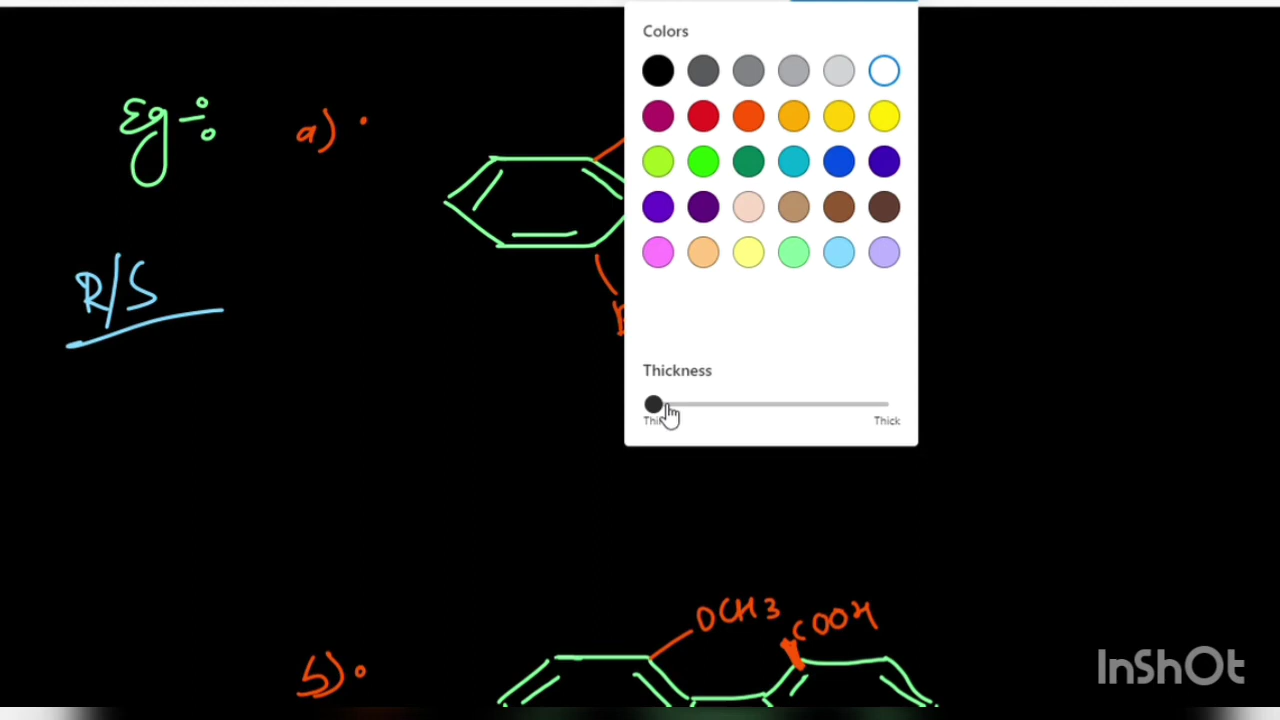 Colors
Eg ÷ a) •
R/S
Thickness
Thick
OCH3 COOH
b) •
InShOt